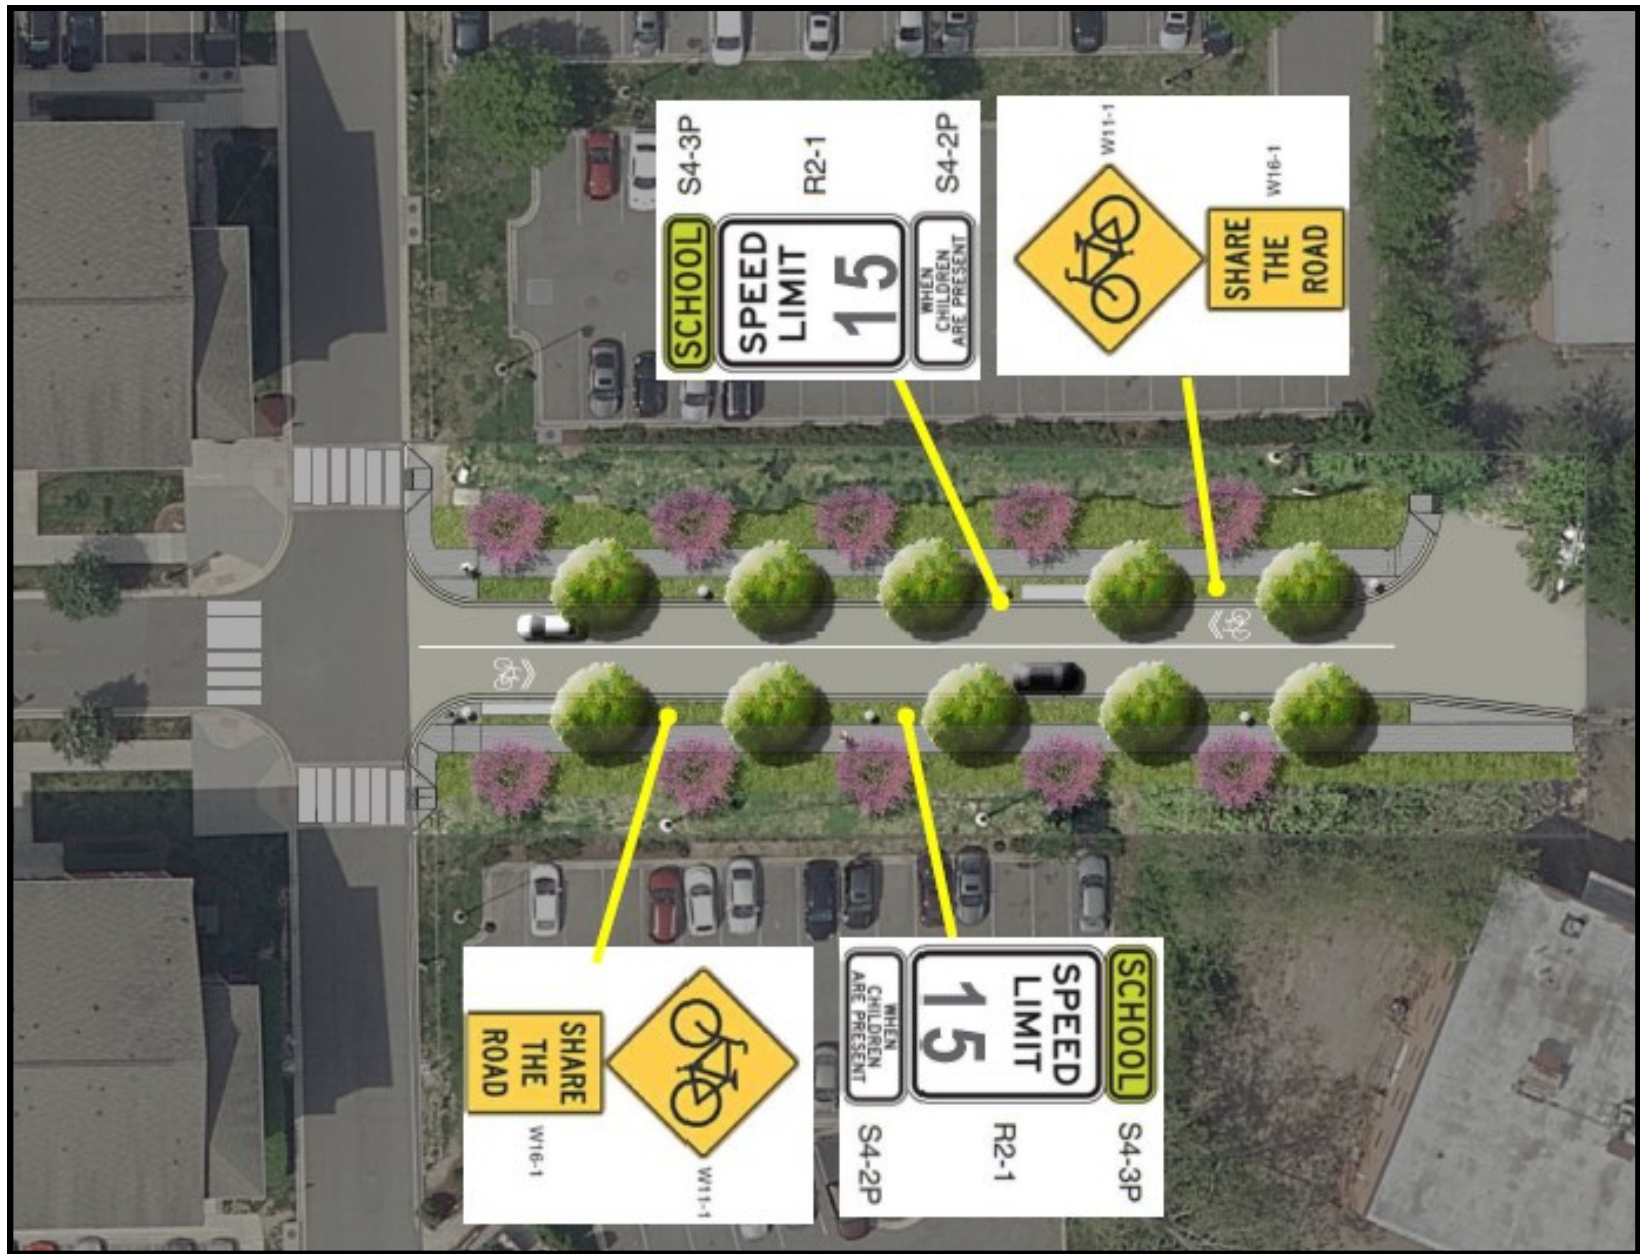 S4-3P
R2-1
S4-2P
SCHOOL
SPEED
LIMIT
15
WHEN
CHILDREN
ARE PRESENT
W11-1
W16-1
SHARE
THE
ROAD
SHARE
THE
ROAD
W16-1
W11-1
SCHOOL
SPEED
LIMIT
15
WHEN
CHILDREN
ARE PRESENT
S4-2P
R2-1
S4-3P